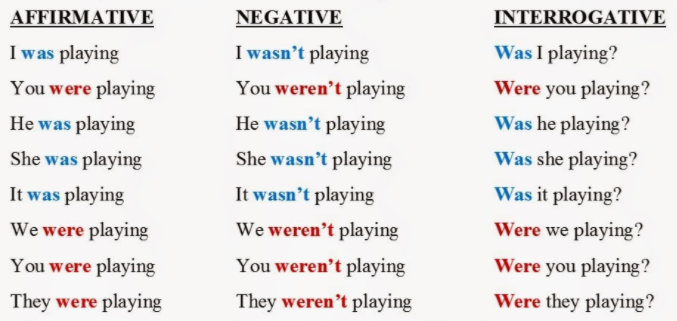 AFFIRMATIVE NEGATIVE INTERROGATIVE
I was playing I wasn’t playing Was I playing?
You were playing You weren’t playing Were you playing?
He was playing He wasn’t playing Was he playing?
She was playing She wasn’t playing Was she playing?
It was playing It wasn’t playing Was it playing?
We were playing We weren’t playing Were we playing?
You were playing You weren’t playing Were you playing?
They were playing They weren’t playing Were they playing?